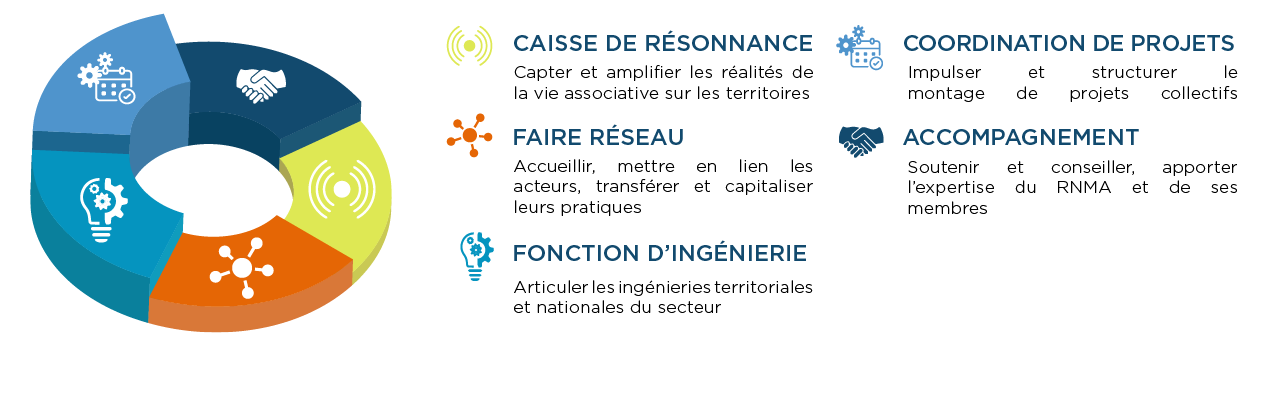 CAISSE DE RÉSONNANCE
Capter et amplifier les réalités de
la vie associative sur les territoires
FAIRE RÉSEAU
Accueillir, mettre en lien les
acteurs, transférer et capitaliser
leurs pratiques
FONCTION D’INGÉNIERIE
Articuler les ingénieries territoriales
et nationales du secteur
COORDINATION DE PROJETS
Impulser et structurer le
montage de projets collectifs
ACCOMPAGNEMENT
Soutenir et conseiller, apporter
l’expertise du RNMA et de ses
membres